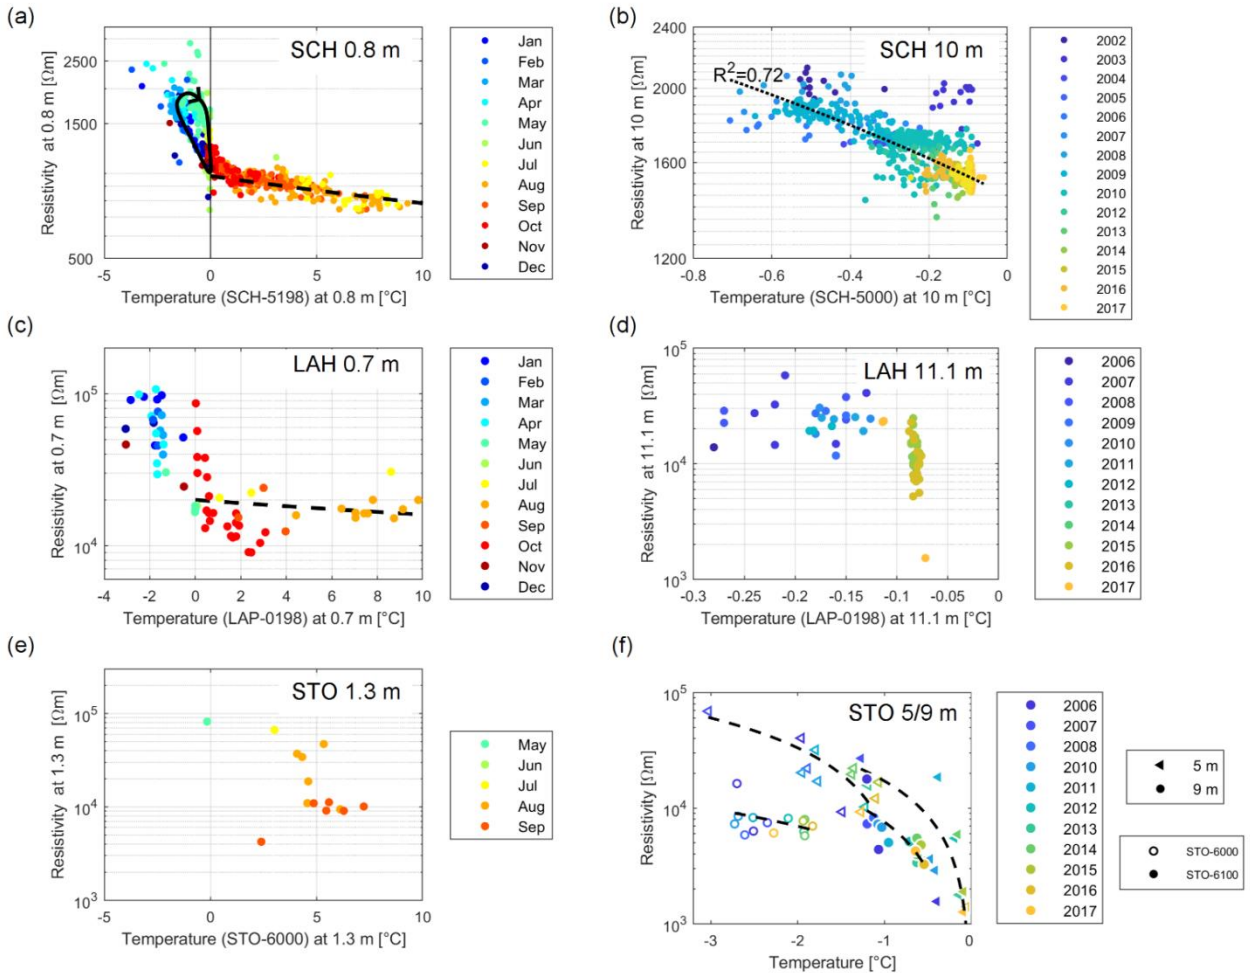 (a)
SCH 0.8 m
Resistivity at 0.8 m [Ωm]
2500
1500
500
-5
0
5
10
Temperature (SCH-5198) at 0.8 m [°C]
Jan
Feb
Mar
Apr
May
Jun
Jul
Aug
Sep
Oct
Nov
Dec
(b)
SCH 10 m
R²=0.72
Resistivity at 10 m [Ωm]
2400
2000
1600
1200
-0.8
-0.6
-0.4
-0.2
0
Temperature (SCH-5000) at 10 m [°C]
2002
2003
2004
2005
2006
2007
2008
2009
2010
2012
2013
2014
2015
2016
2017
(c)
LAH 0.7 m
Resistivity at 0.7 m [Ωm]
10⁵
10⁴
-4
-2
0
2
4
6
8
10
Temperature (LAP-0198) at 0.7 m [°C]
Jan
Feb
Mar
Apr
May
Jun
Jul
Aug
Sep
Oct
Nov
Dec
(d)
LAH 11.1 m
Resistivity at 11.1 m [Ωm]
10⁵
10⁴
10³
-0.3
-0.25
-0.2
-0.15
-0.1
-0.05
0
Temperature (LAP-0198) at 11.1 m [°C]
2006
2007
2008
2009
2010
2011
2012
2013
2014
2015
2016
2017
(e)
STO 1.3 m
Resistivity at 1.3 m [Ωm]
10⁵
10⁴
10³
-5
0
5
10
Temperature (STO-6000) at 1.3 m [°C]
May
Jun
Jul
Aug
Sep
(f)
STO 5/9 m
Resistivity [Ωm]
10⁵
10⁴
10³
-3
-2
-1
0
Temperature [°C]
2006
2007
2008
2010
2011
2012
2013
2014
2015
2016
2017
5 m
9 m
STO-6000
STO-6100